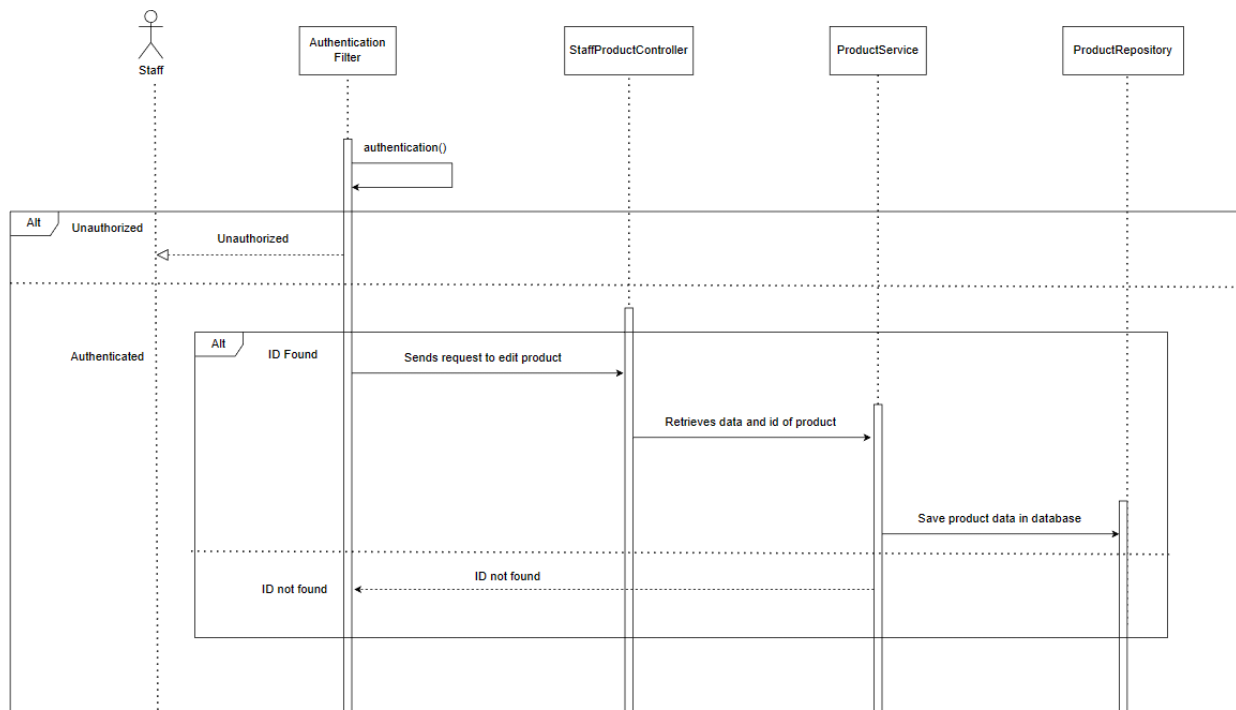 Staff
Authentication
Filter
StaffProductController
ProductService
ProductRepository
authentication()
Alt
Unauthorized
Unauthorized
Authenticated
Alt
ID Found
Sends request to edit product
Retrieves data and id of product
Save product data in database
ID not found
ID not found